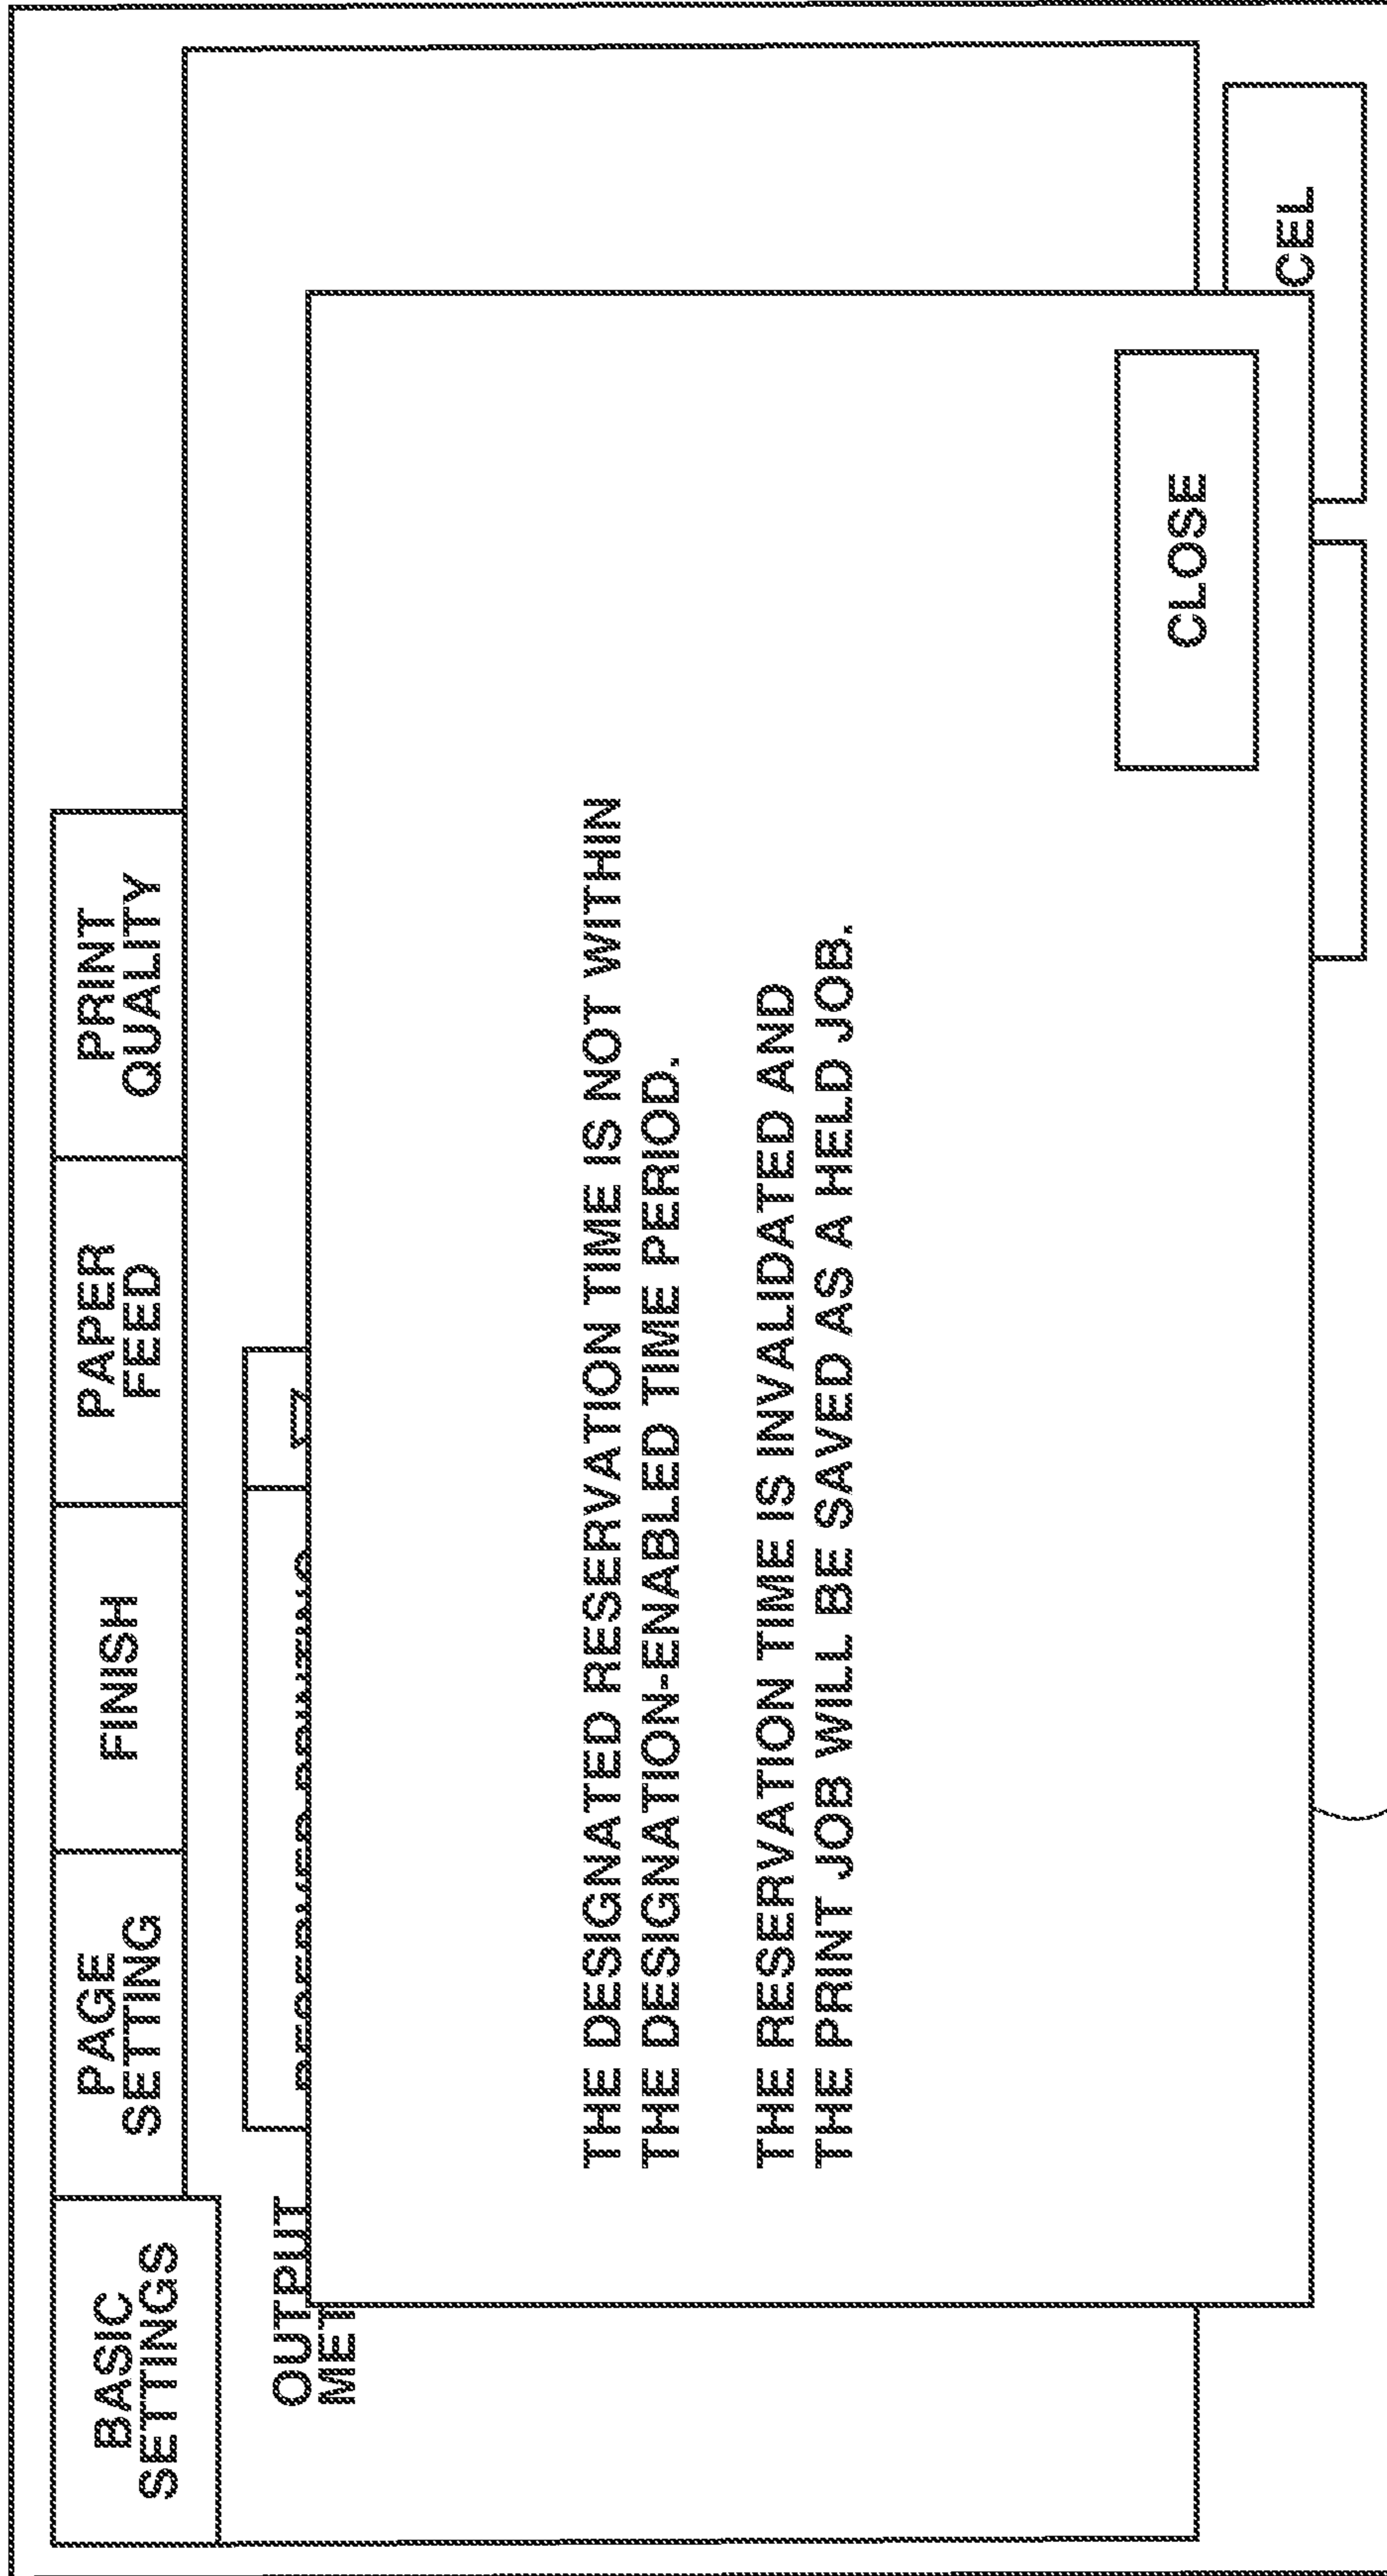 BASIC
SETTINGS
PAGE
SETTING
FINISH
PAPER
FEED
PRINT
QUALITY
OUTPUT
MET
THE DESIGNATED RESERVATION TIME IS NOT WITHIN
THE DESIGNATION-ENABLED TIME PERIOD.
THE RESERVATION TIME IS INVALIDATED AND
THE PRINT JOB WILL BE SAVED AS A HELD JOB.
CLOSE
CEL